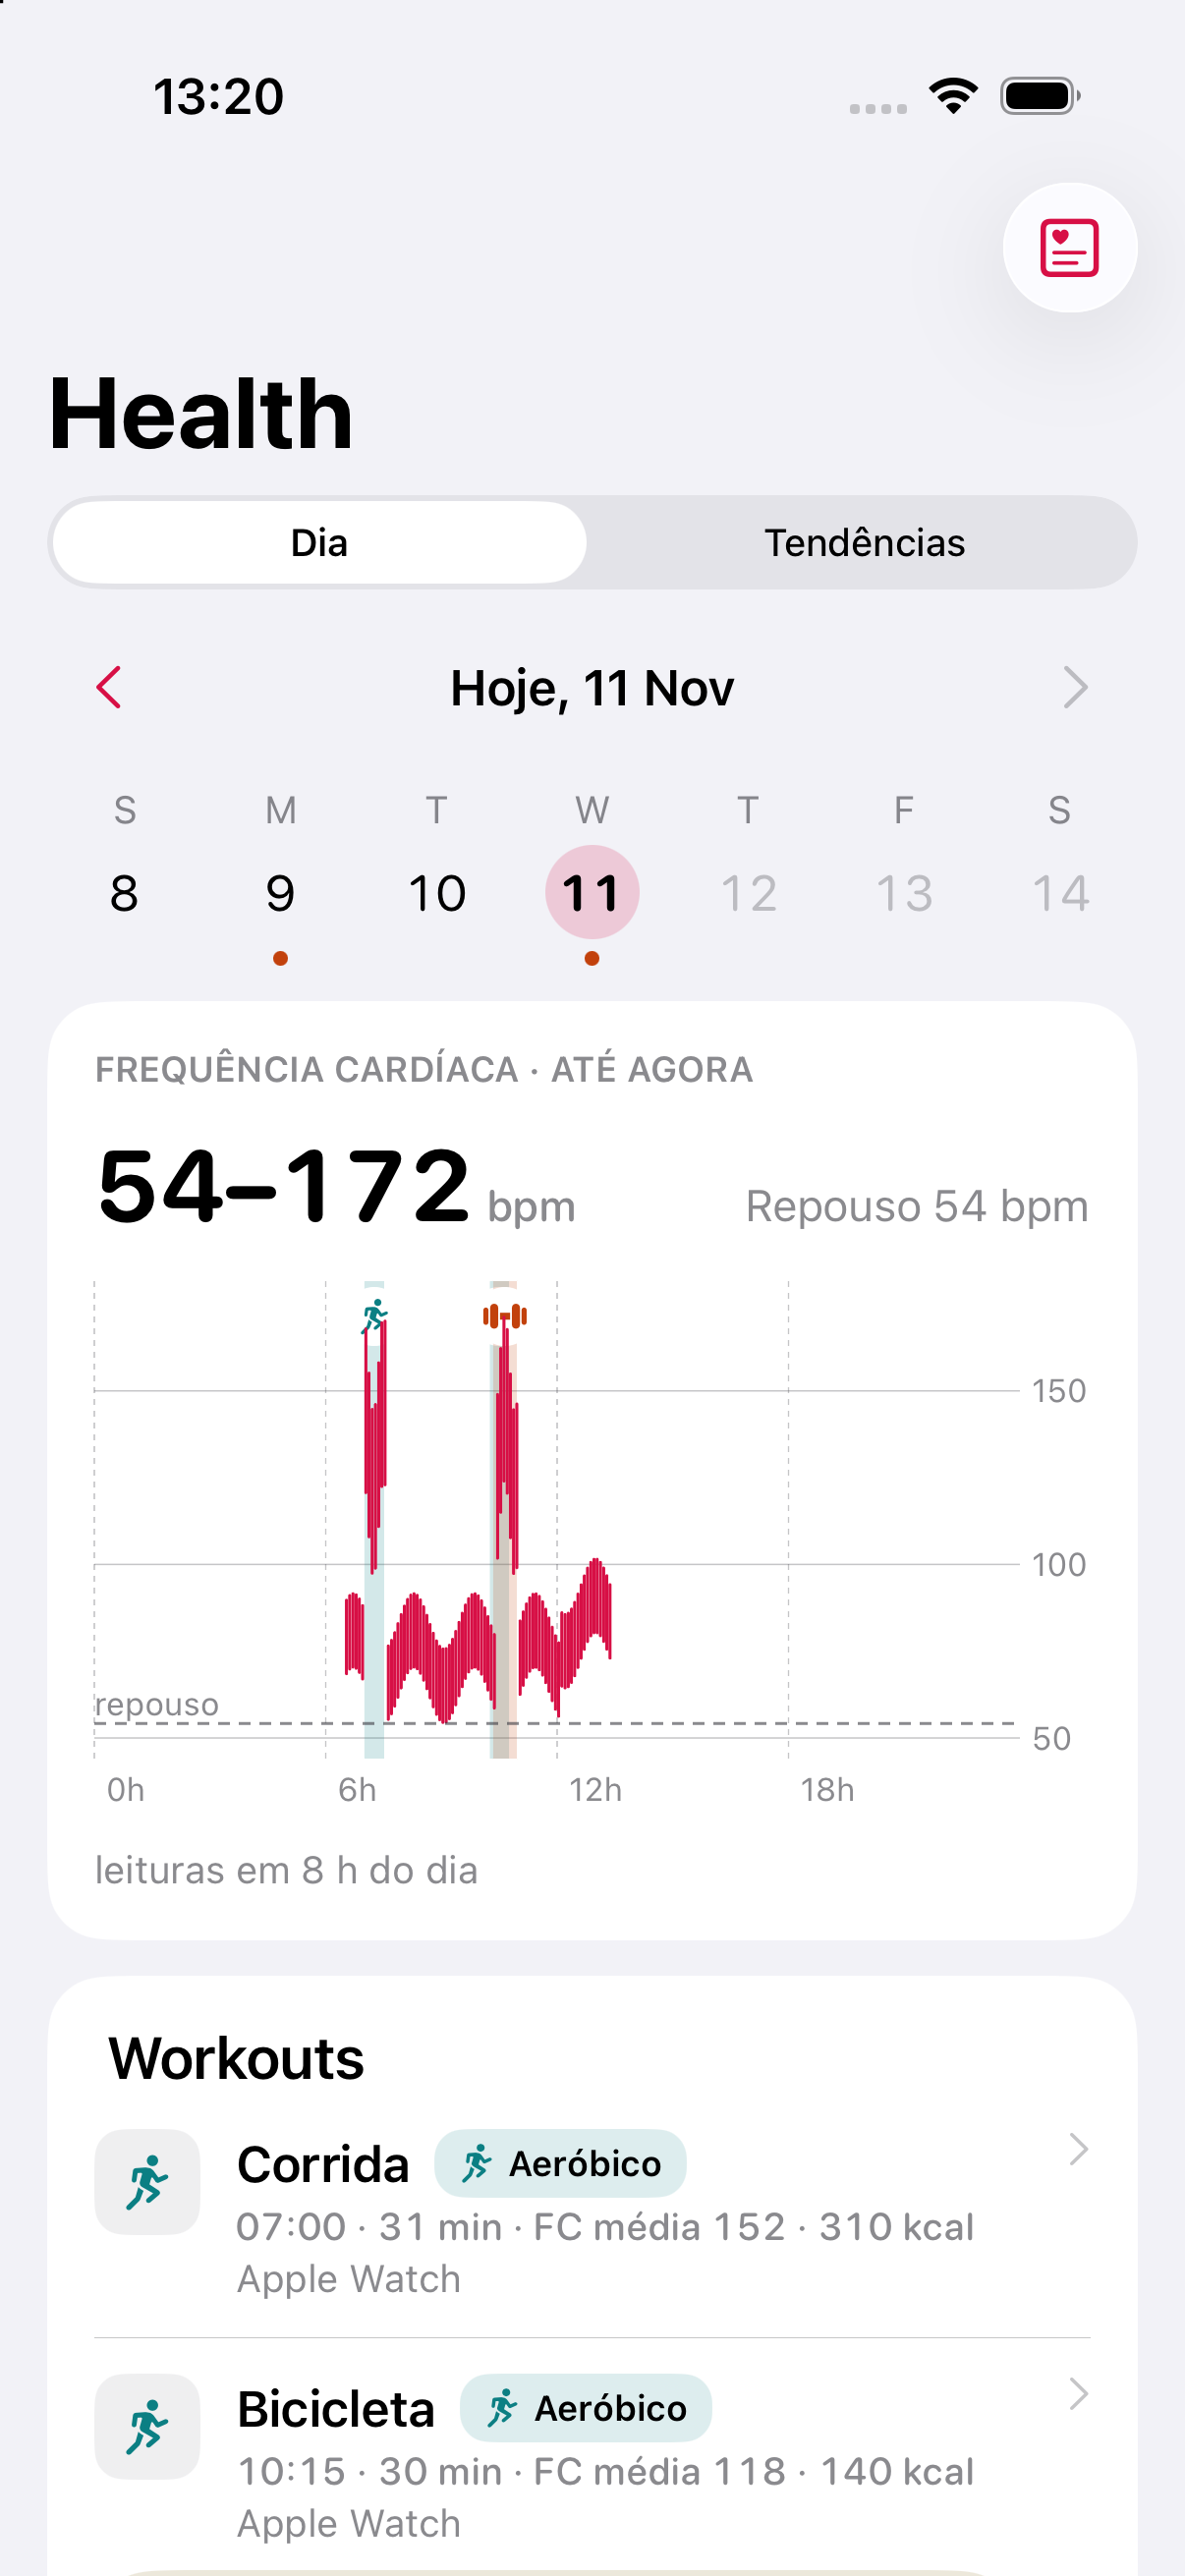 13:20
Health
Dia Tendências
Hoje, 11 Nov
S M T W T F S
8 9 10 11 12 13 14
FREQUÊNCIA CARDÍACA · ATÉ AGORA
54–172 bpm Repouso 54 bpm
150
100
repouso
50
0h 6h 12h 18h
leituras em 8 h do dia
Workouts
Corrida Aeróbico
07:00 · 31 min · FC média 152 · 310 kcal
Apple Watch
Bicicleta Aeróbico
10:15 · 30 min · FC média 118 · 140 kcal
Apple Watch